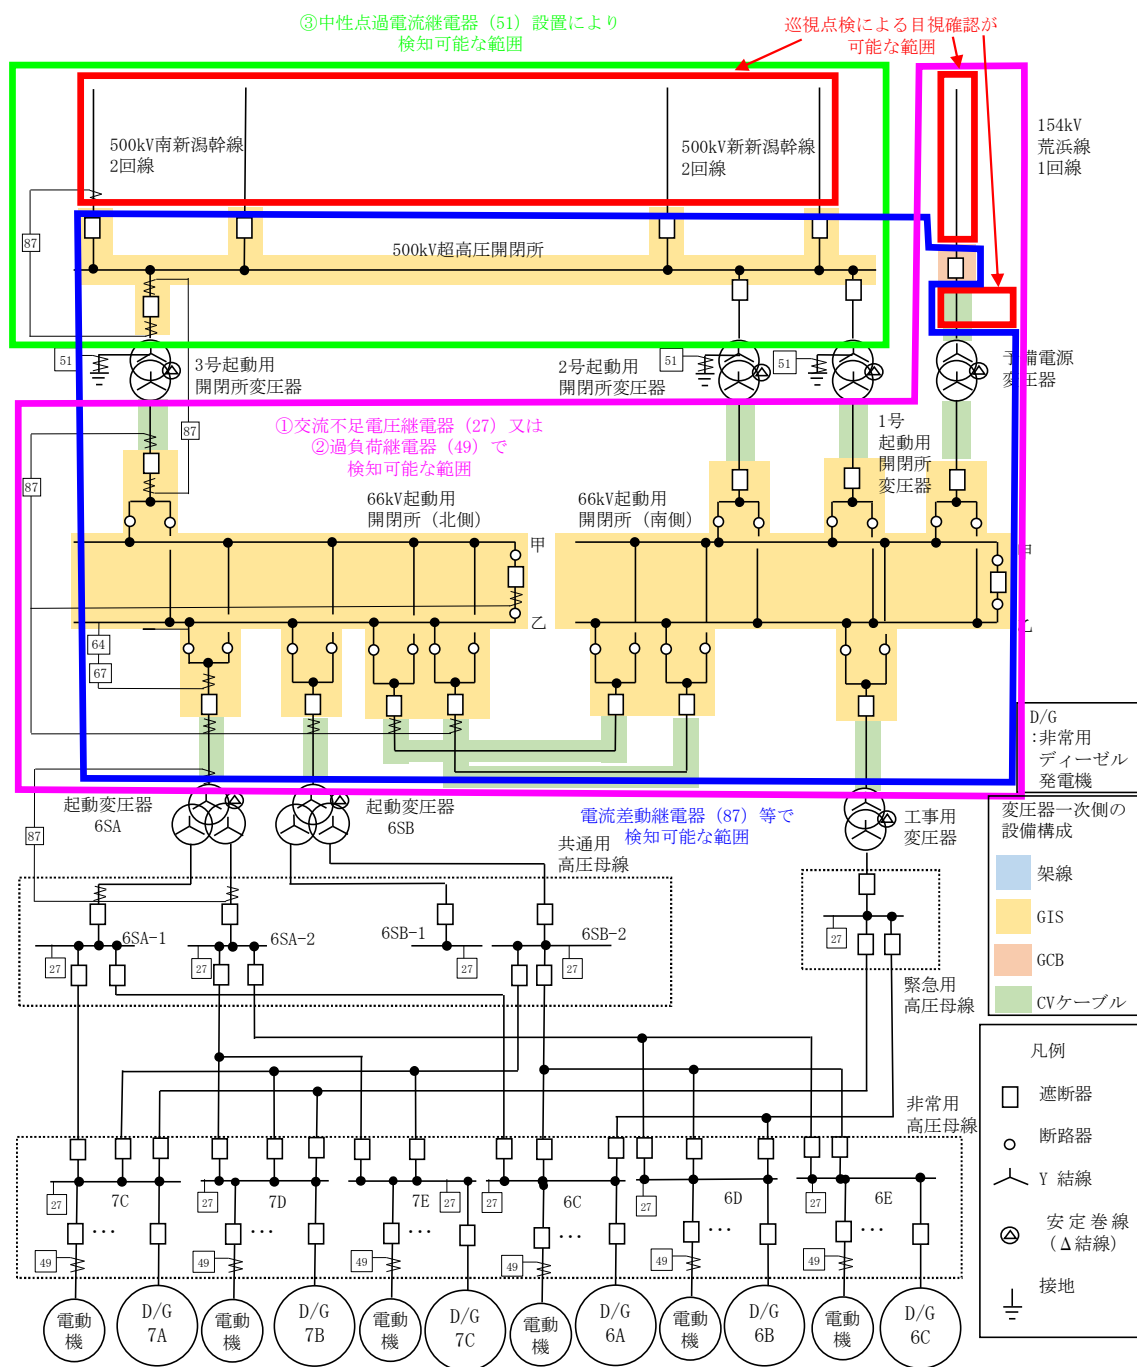 ③中性点過電流継電器（51）設置により
検知可能な範囲
巡視点検による目視確認が
可能な範囲
500kV南新潟幹線
2回線
500kV新新潟幹線
2回線
154kV
荒浜線
1回線
87
500kV超高圧開閉所
51
3号起動用
開閉所変圧器
2号起動用
開閉所変圧器
51
51
予備電源
変圧器
87
①交流不足電圧継電器（27）又は
②過負荷継電器（49）で
検知可能な範囲
1号
起動用
開閉所
変圧器
87
66kV起動用
開閉所（北側）
66kV起動用
開閉所（南側）
甲
甲
乙
乙
64
67
D/G
:非常用
ディーゼル
発電機
起動変圧器
6SA
起動変圧器
6SB
電流差動継電器（87）等で
検知可能な範囲
工事用
変圧器
変圧器一次側の
設備構成
架線
GIS
GCB
CVケーブル
87
共通用
高圧母線
6SA-1
6SA-2
6SB-1
6SB-2
27
27
27
27
27
緊急用
高圧母線
凡例
遮断器
断路器
Y 結線
安定巻線
（Δ結線）
接地
非常用
高圧母線
27
7C
27
7D
7E
27
27
6C
27
6D
27
6E
...
...
...
...
...
...
49
49
49
49
49
49
電動
機
D/G
7A
電動
機
D/G
7B
電動
機
D/G
7C
電動
機
D/G
6A
電動
機
D/G
6B
電動
機
D/G
6C